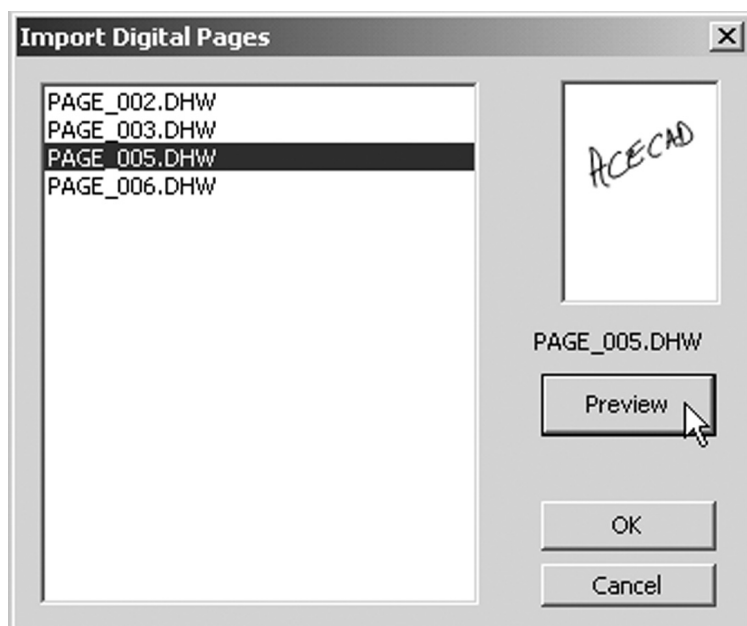 Import Digital Pages
PAGE_002.DHW
PAGE_003.DHW
PAGE_005.DHW
PAGE_006.DHW
ACECAD
PAGE_005.DHW
Preview
OK
Cancel